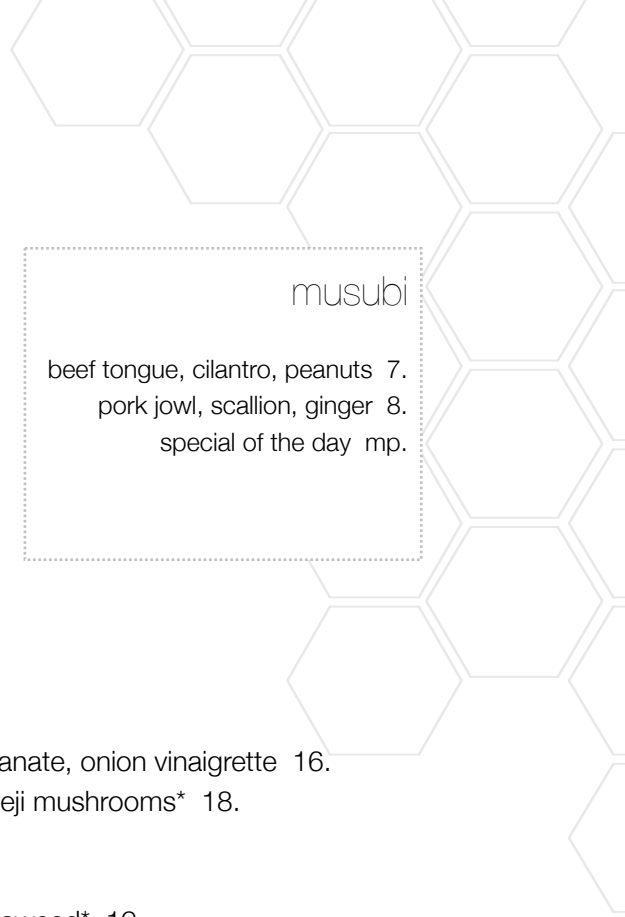 musubi
beef tongue, cilantro, peanuts 7.
pork jowl, scallion, ginger 8.
special of the day mp.
anate, onion vinaigrette 16.
eji mushrooms* 18.